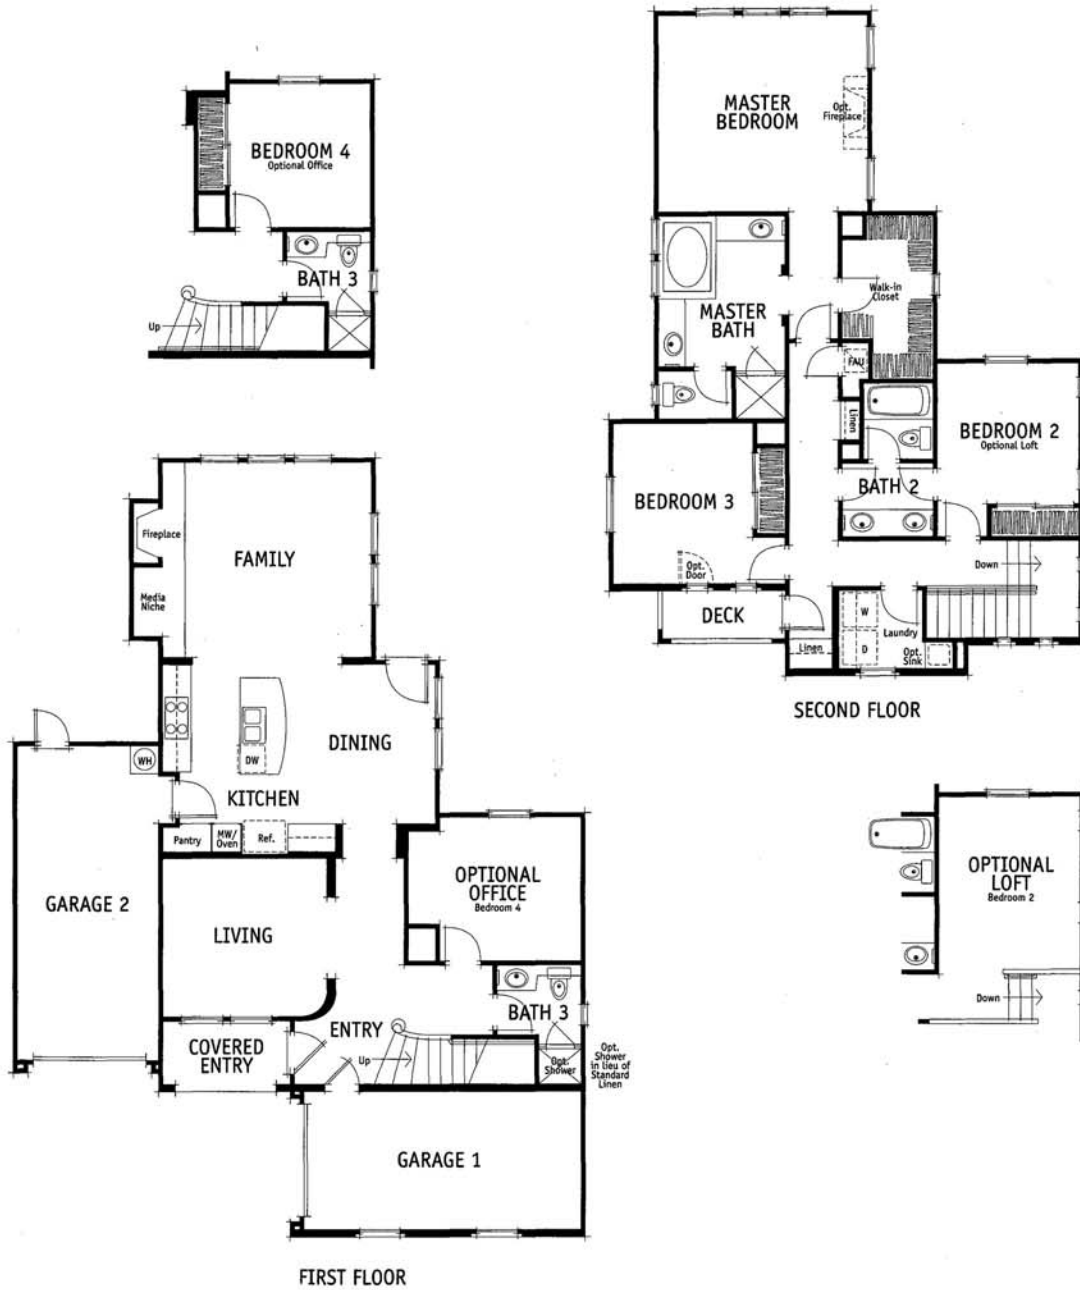 BEDROOM 4
Optional Office
BATH 3
Up
MASTER
BEDROOM
Opt.
Fireplace
Walk-in
Closet
MASTER
BATH
FAU
Linen
BEDROOM 2
Optional Loft
BATH 2
BEDROOM 3
Opt.
Door
Down
DECK
W
D
Laundry
Linen
Opt.
Sink
SECOND FLOOR
Fireplace
FAMILY
Media
Niche
DINING
WH
DW
KITCHEN
Pantry
MW/
Oven
Ref.
GARAGE 2
LIVING
OPTIONAL
OFFICE
Bedroom 4
BATH 3
ENTRY
COVERED
ENTRY
Up
Opt.
Shower
Opt.
Shower
in lieu of
Standard
Linen
GARAGE 1
FIRST FLOOR
OPTIONAL
LOFT
Bedroom 2
Down